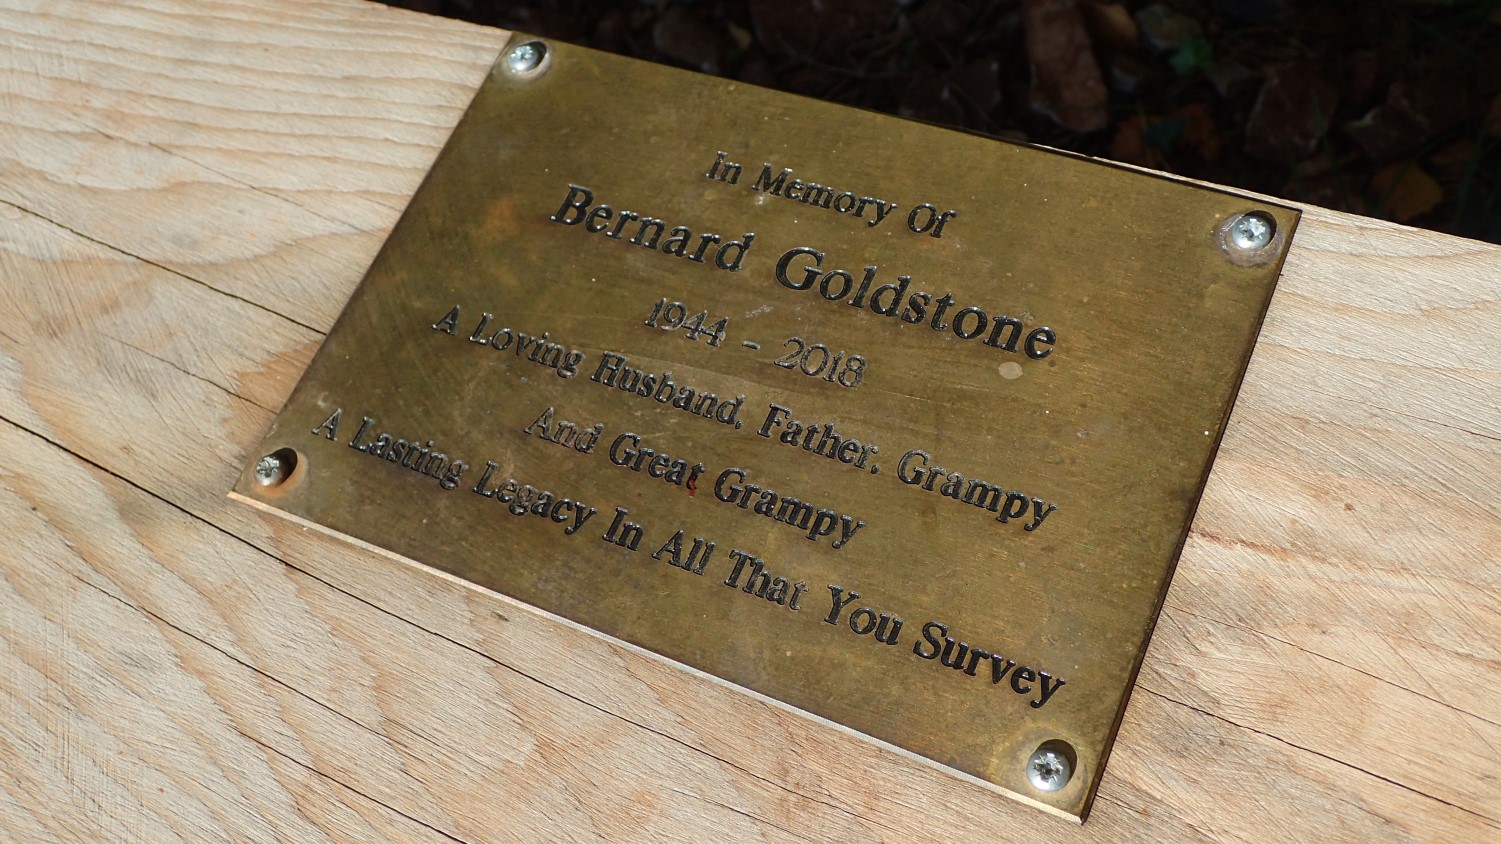 In Memory Of
Bernard Goldstone
1944 - 2018
A Loving Husband, Father, Grampy
And Great Grampy
A Lasting Legacy In All That You Survey